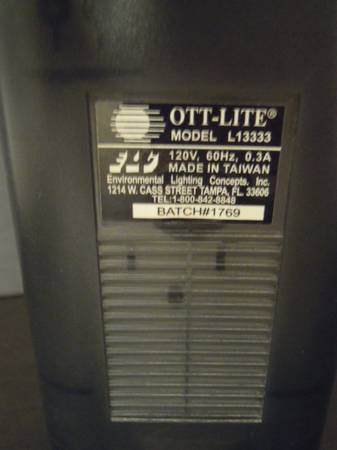 OTT-LITE®
MODEL L13333
ELC 120V, 60Hz, 0.3A
MADE IN TAIWAN
Environmental Lighting Concepts. Inc.
1214 W. CASS STREET TAMPA, FL. 33606
TEL:1-800-842-8848
BATCH#1769